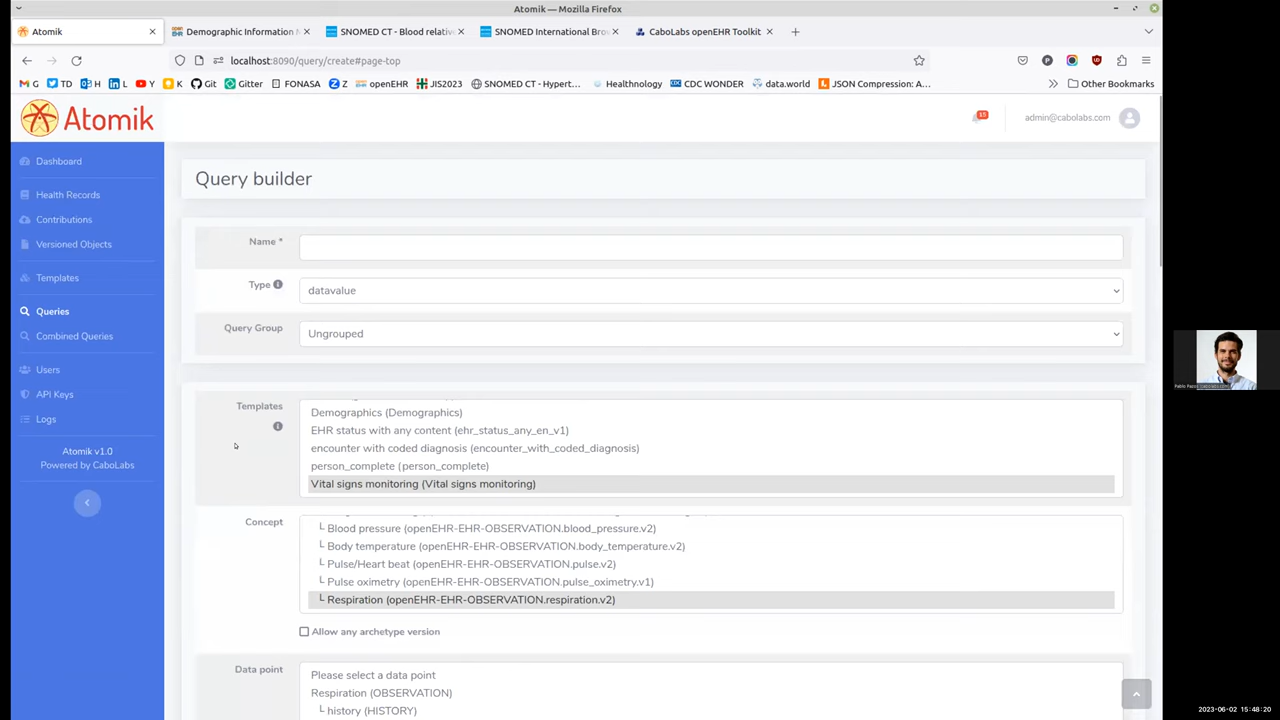 Atomik — Mozilla Firefox
Atomik
Demographic Information M
SNOMED CT - Blood relativ
SNOMED International Bro
CaboLabs openEHR Toolkit
localhost:8090/query/create#page-top
G
TD
H
L
Y
K
Git
Gitter
FONASA
Z
openEHR
JIS2023
SNOMED CT - Hypert...
Healthnology
CDC WONDER
data.world
JSON Compression: A...
Other Bookmarks
Atomik
15
admin@cabolabs.com
Dashboard
Health Records
Contributions
Versioned Objects
Templates
Queries
Combined Queries
Users
API Keys
Logs
Atomik v1.0
Powered by CaboLabs
Query builder
Name *
Type
datavalue
Query Group
Ungrouped
Templates
Demographics (Demographics)
EHR status with any content (ehr_status_any_en_v1)
encounter with coded diagnosis (encounter_with_coded_diagnosis)
person_complete (person_complete)
Vital signs monitoring (Vital signs monitoring)
Concept
└ Blood pressure (openEHR-EHR-OBSERVATION.blood_pressure.v2)
└ Body temperature (openEHR-EHR-OBSERVATION.body_temperature.v2)
└ Pulse/Heart beat (openEHR-EHR-OBSERVATION.pulse.v2)
└ Pulse oximetry (openEHR-EHR-OBSERVATION.pulse_oximetry.v1)
└ Respiration (openEHR-EHR-OBSERVATION.respiration.v2)
Allow any archetype version
Data point
Please select a data point
Respiration (OBSERVATION)
└ history (HISTORY)
2023-06-02 15:48:20